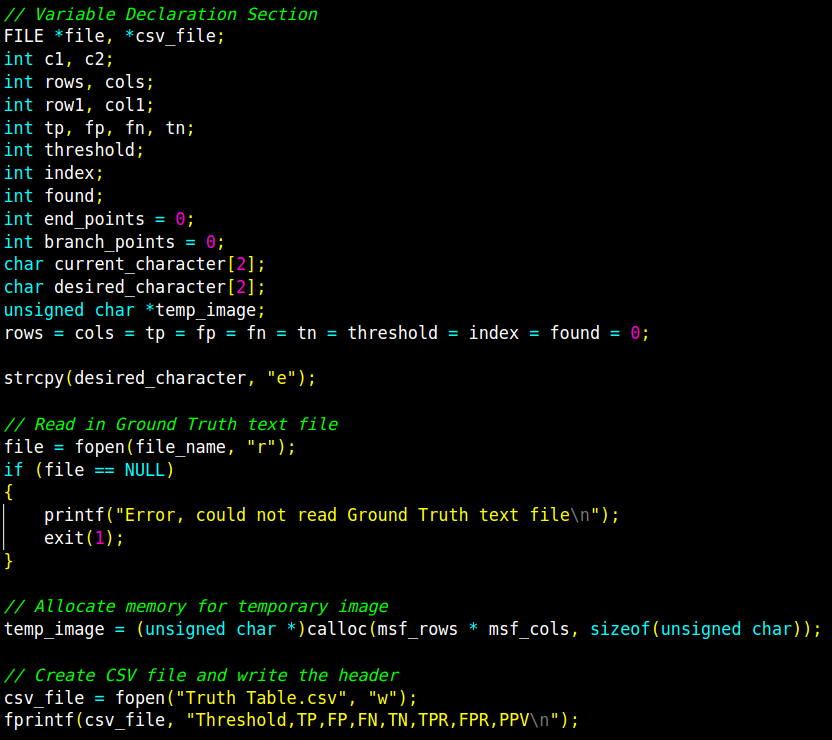 // Variable Declaration Section
FILE *file, *csv_file;
int c1, c2;
int rows, cols;
int row1, col1;
int tp, fp, fn, tn;
int threshold;
int index;
int found;
int end_points = 0;
int branch_points = 0;
char current_character[2];
char desired_character[2];
unsigned char *temp_image;
rows = cols = tp = fp = fn = tn = threshold = index = found = 0;

strcpy(desired_character, "e");

// Read in Ground Truth text file
file = fopen(file_name, "r");
if (file == NULL)
{
    printf("Error, could not read Ground Truth text file\n");
    exit(1);
}

// Allocate memory for temporary image
temp_image = (unsigned char *)calloc(msf_rows * msf_cols, sizeof(unsigned char));

// Create CSV file and write the header
csv_file = fopen("Truth Table.csv", "w");
fprintf(csv_file, "Threshold,TP,FP,FN,TN,TPR,FPR,PPV\n");